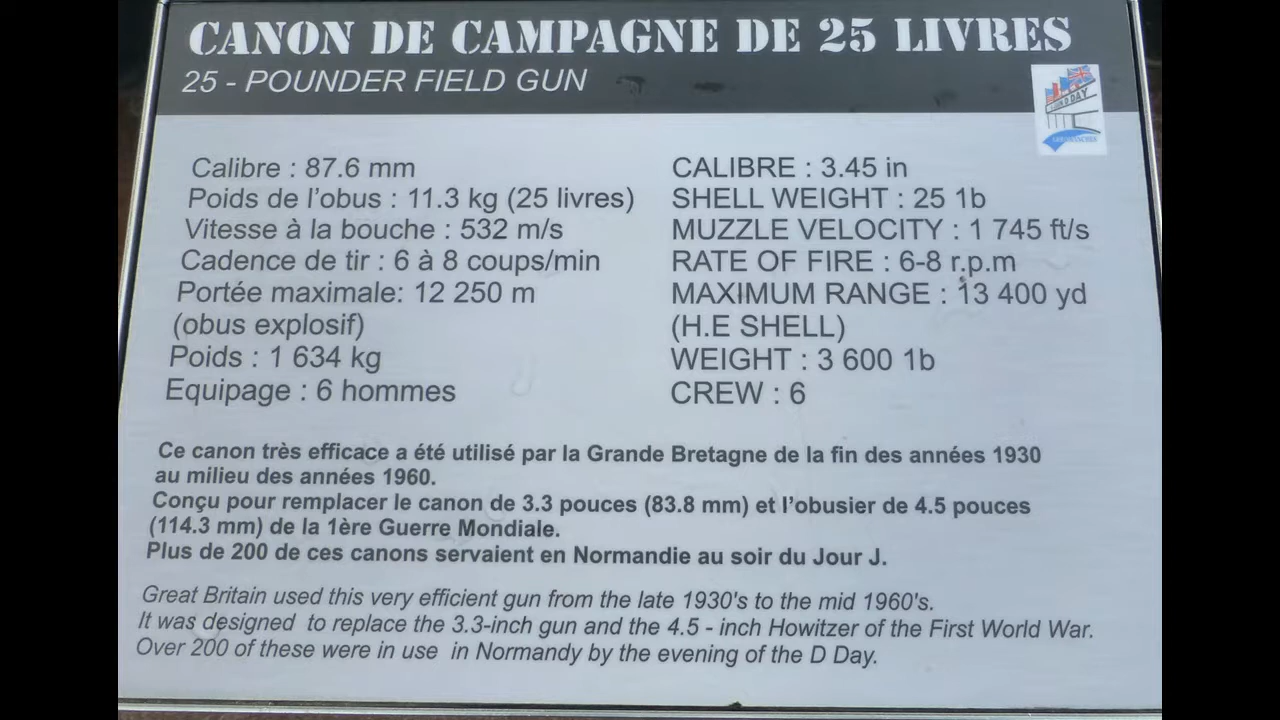 CANON DE CAMPAGNE DE 25 LIVRES
25 - POUNDER FIELD GUN
D DAY
Calibre : 87.6 mm
Poids de l'obus : 11.3 kg (25 livres)
Vitesse à la bouche : 532 m/s
Cadence de tir : 6 à 8 coups/min
Portée maximale: 12 250 m
(obus explosif)
Poids : 1 634 kg
Equipage : 6 hommes
CALIBRE : 3.45 in
SHELL WEIGHT : 25 1b
MUZZLE VELOCITY : 1 745 ft/s
RATE OF FIRE : 6-8 r.p.m
MAXIMUM RANGE : 13 400 yd
(H.E SHELL)
WEIGHT : 3 600 1b
CREW : 6
Ce canon très efficace a été utilisé par la Grande Bretagne de la fin des années 1930
au milieu des années 1960.
Conçu pour remplacer le canon de 3.3 pouces (83.8 mm) et l'obusier de 4.5 pouces
(114.3 mm) de la 1ère Guerre Mondiale.
Plus de 200 de ces canons servaient en Normandie au soir du Jour J.
Great Britain used this very efficient gun from the late 1930's to the mid 1960's.
It was designed to replace the 3.3-inch gun and the 4.5 - inch Howitzer of the First World War.
Over 200 of these were in use in Normandy by the evening of the D Day.